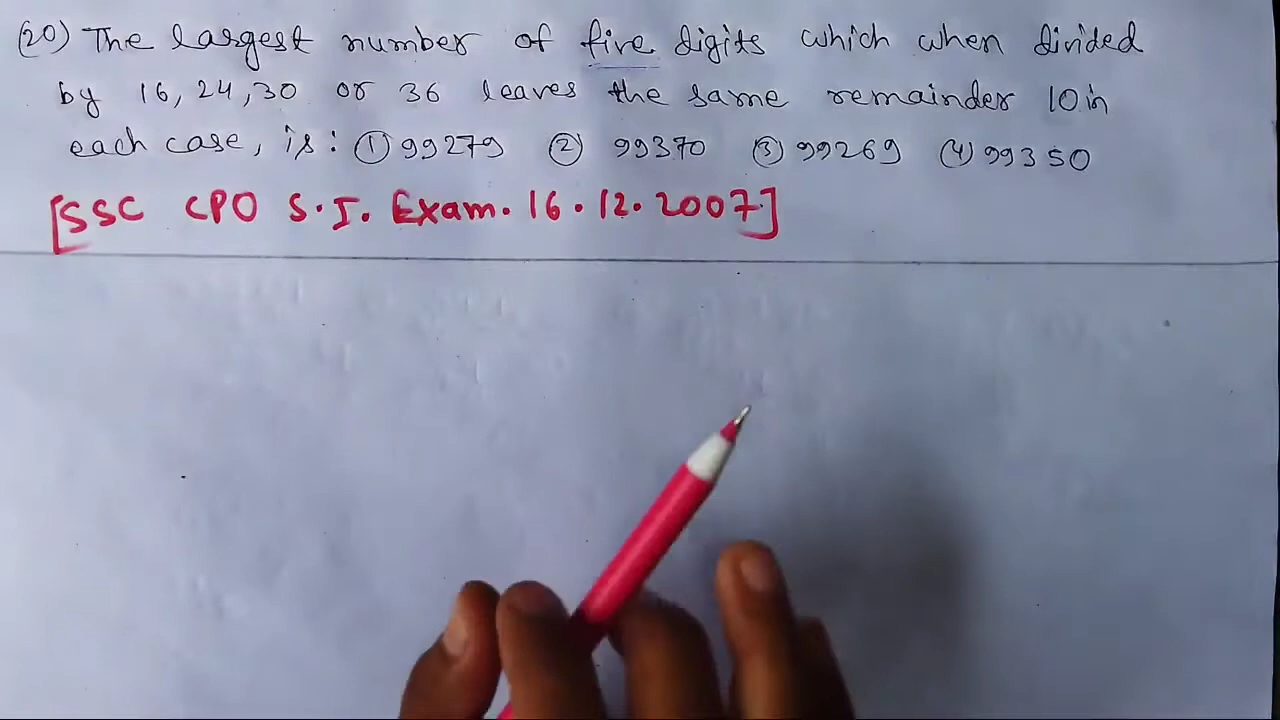 (20) The largest number of five digits which when divided
by 16, 24, 30 or 36 leaves the same remainder 10 in
each case, is: ① 99279 ② 99370 ③ 99269 ④ 99350
[SSC CPO S.I. Exam. 16.12.2007]